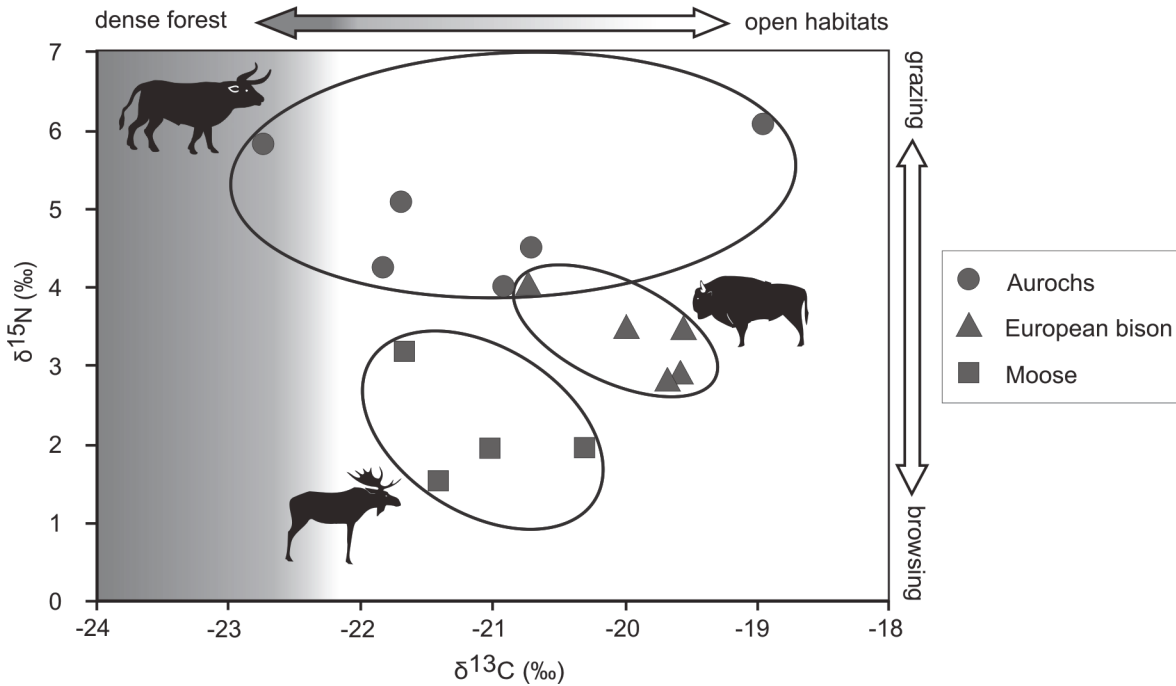 dense forest
open habitats
7
6
5
4
3
2
1
0
δ15N (‰)
-24
-23
-22
-21
-20
-19
-18
δ13C (‰)
grazing
browsing
Aurochs
European bison
Moose